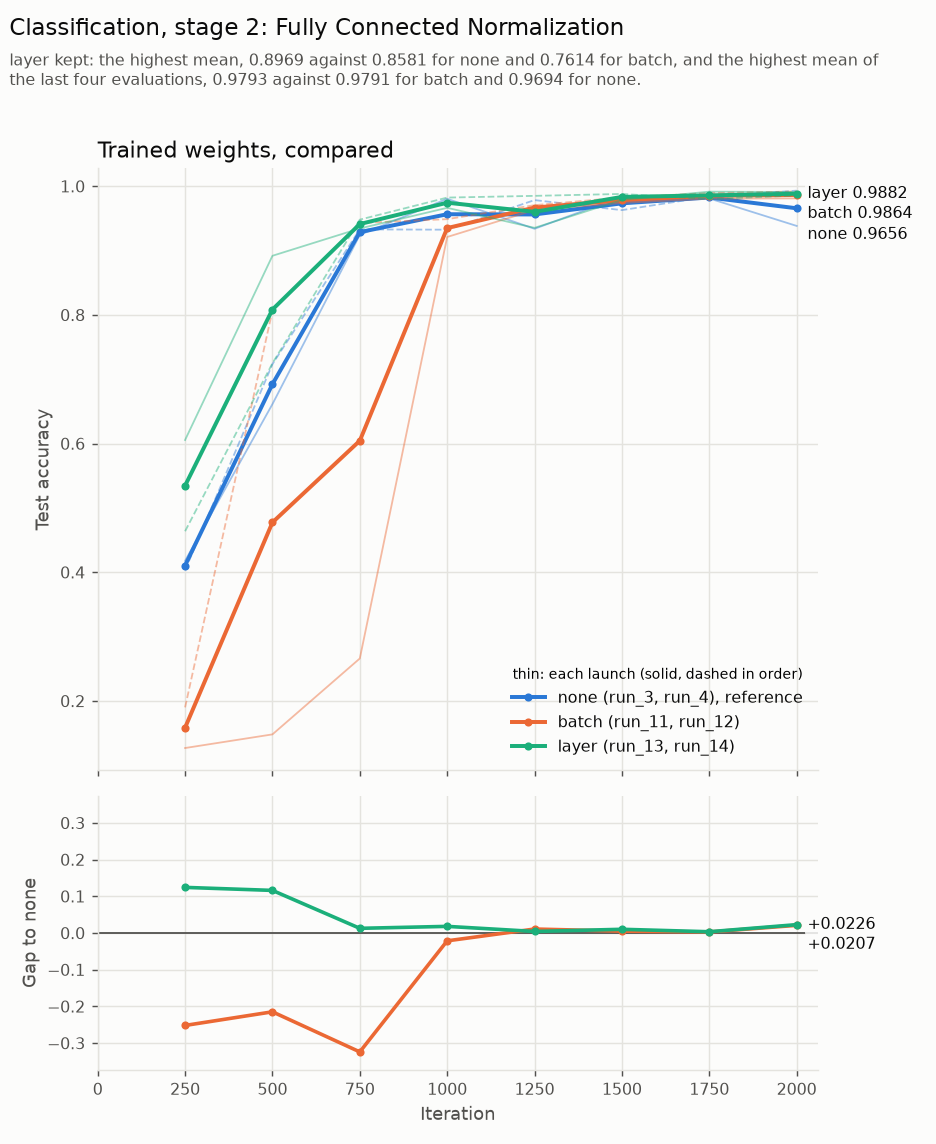 Classification, stage 2: Fully Connected Normalization
layer kept: the highest mean, 0.8969 against 0.8581 for none and 0.7614 for batch, and the highest mean of
the last four evaluations, 0.9793 against 0.9791 for batch and 0.9694 for none.
Trained weights, compared
1.0
0.8
0.6
0.4
0.2
Test accuracy
layer 0.9882
batch 0.9864
none 0.9656
thin: each launch (solid, dashed in order)
none (run_3, run_4), reference
batch (run_11, run_12)
layer (run_13, run_14)
0.3
0.2
0.1
0.0
−0.1
−0.2
−0.3
Gap to none
+0.0226
+0.0207
0
250
500
750
1000
1250
1500
1750
2000
Iteration